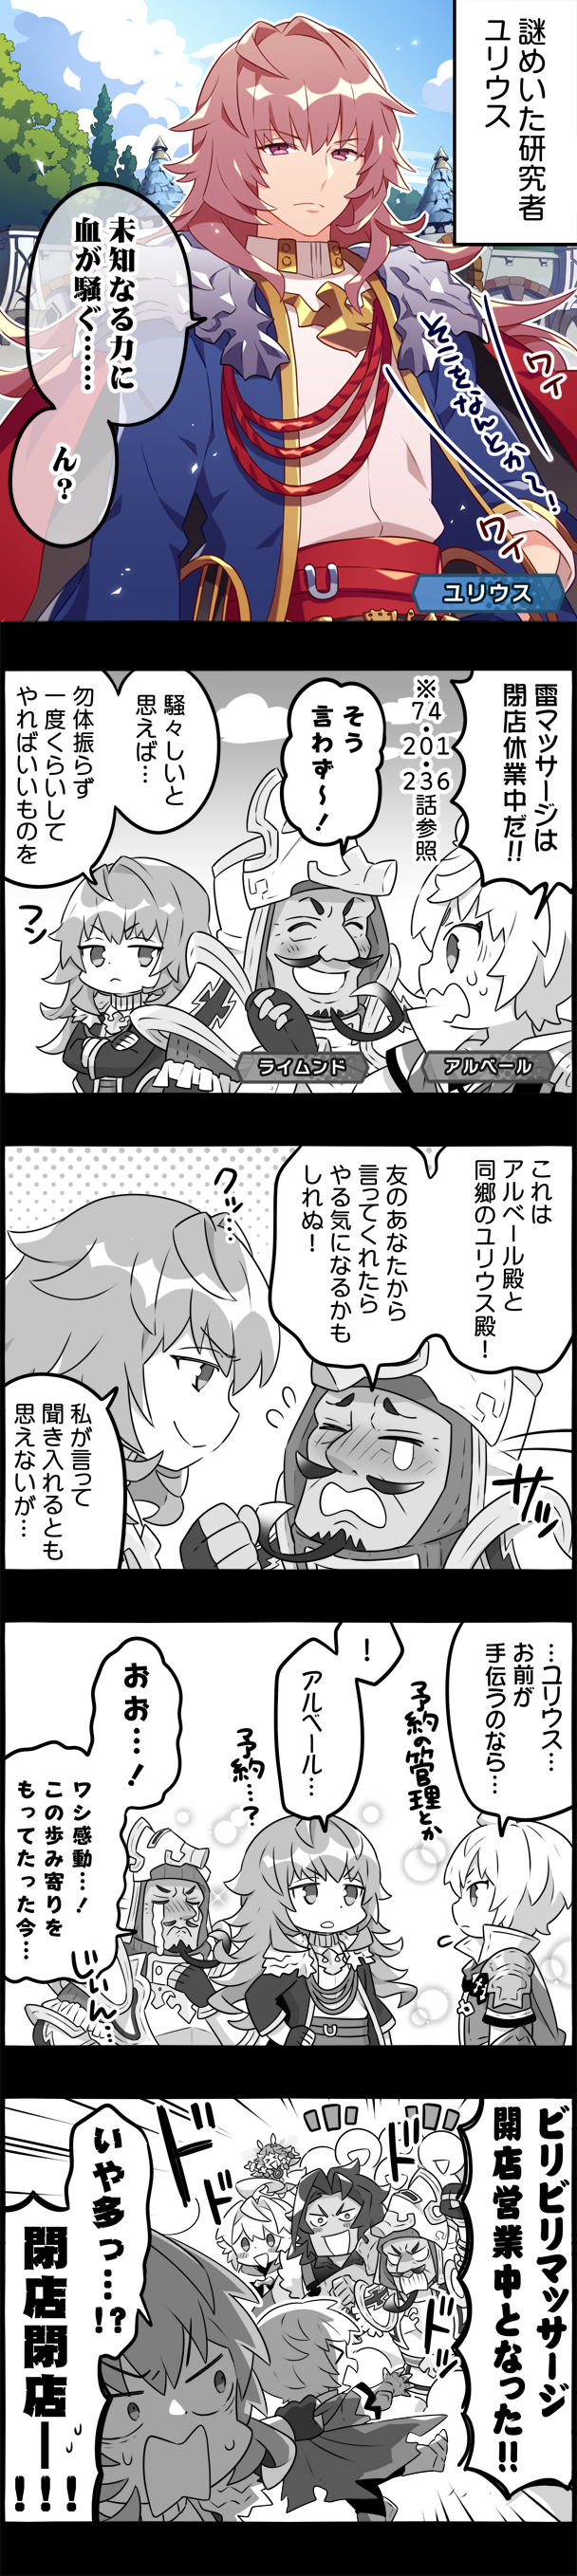 謎めいた研究者
ユリウス
未知なる力に
血が騒ぐ……
ん?
そこをなんとか〜!
ワイ
ワイ
ユリウス
雷マッサージは
閉店休業中だ!!
※74・201・236話参照
そう
言わず〜!
騒々しいと
思えば…
勿体振らず
一度くらいして
やればいいものを
フン
ライムンド
アルベール
これは
アルベール殿と
同郷のユリウス殿!
友のあなたから
言ってくれたら
やる気になるかも
しれぬ!
クッ…
ザッ
私が言って
聞き入れるとも
思えないが…
…ユリウス…
お前が
手伝うのなら…
予約の管理とか
!
アルベール…
予約…?
おお…!
ワシ感動…!
この歩み寄りを
もってたった今…
じぃん…
ビリビリマッサージ
開店営業中となった!!
ドド
ドド
ドド
いや多っ…!?
閉店閉店ー!!!